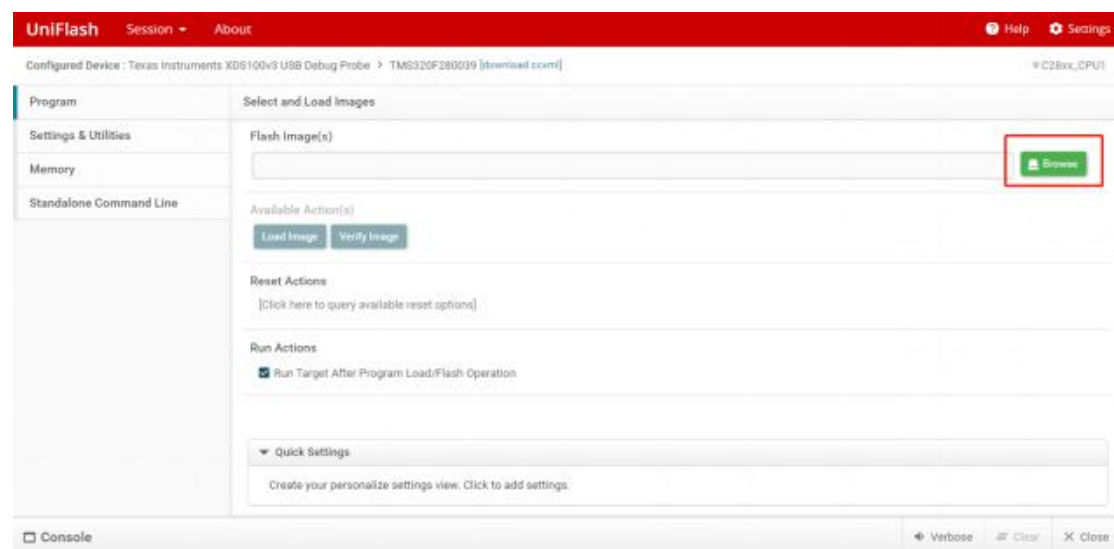 UniFlash Session About Help Settings
Configured Device : Texas Instruments XDS100v3 USB Debug Probe > TMS320F280039 [download ccxml] C28xx_CPU1
Program
Settings & Utilities
Memory
Standalone Command Line
Select and Load Images
Flash Image(s)
Browse
Available Action(s)
Load Image Verify Image
Reset Actions
[Click here to query available reset options]
Run Actions
Run Target After Program Load/Flash Operation
Quick Settings
Create your personalize settings view. Click to add settings.
Console Verbose Clear Close